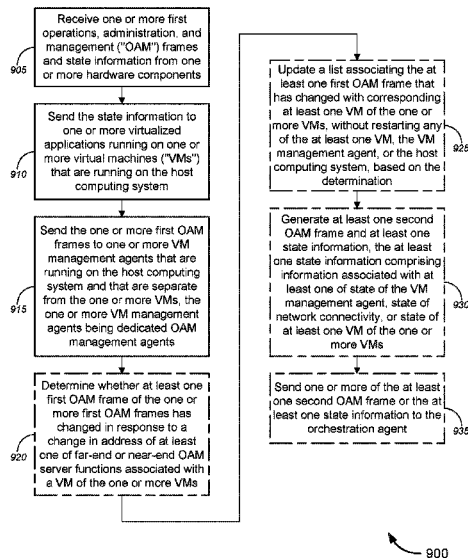 905
Receive one or more first
operations, administration, and
management ("OAM") frames
and state information from one
or more hardware components
910
Send the state information to
one or more virtualized
applications running on one or
more virtual machines ("VMs")
that are running on the host
computing system
915
Send the one or more first OAM
frames to one or more VM
management agents that are
running on the host computing
system and that are separate
from the one or more VMs, the
one or more VM management
agents being dedicated OAM
management agents
920
Determine whether at least one
first OAM frame of the one or
more first OAM frames has
changed in response to a
change in address of at least
one of far-end or near-end OAM
server functions associated with
a VM of the one or more VMs
Update a list associating the at
least one first OAM frame that
has changed with corresponding
at least one VM of the one or
more VMs, without restarting any
of the at least one VM, the VM
management agent, or the host
computing system, based on the
determination
925
Generate at least one second
OAM frame and at least one
state information, the at least
one state information comprising
information associated with at
least one of state of the VM
management agent, state of
network connectivity, or state of
at least one VM of the one or
more VMs
930
Send one or more of the at least
one second OAM frame or the at
least one state information to the
orchestration agent
935
900